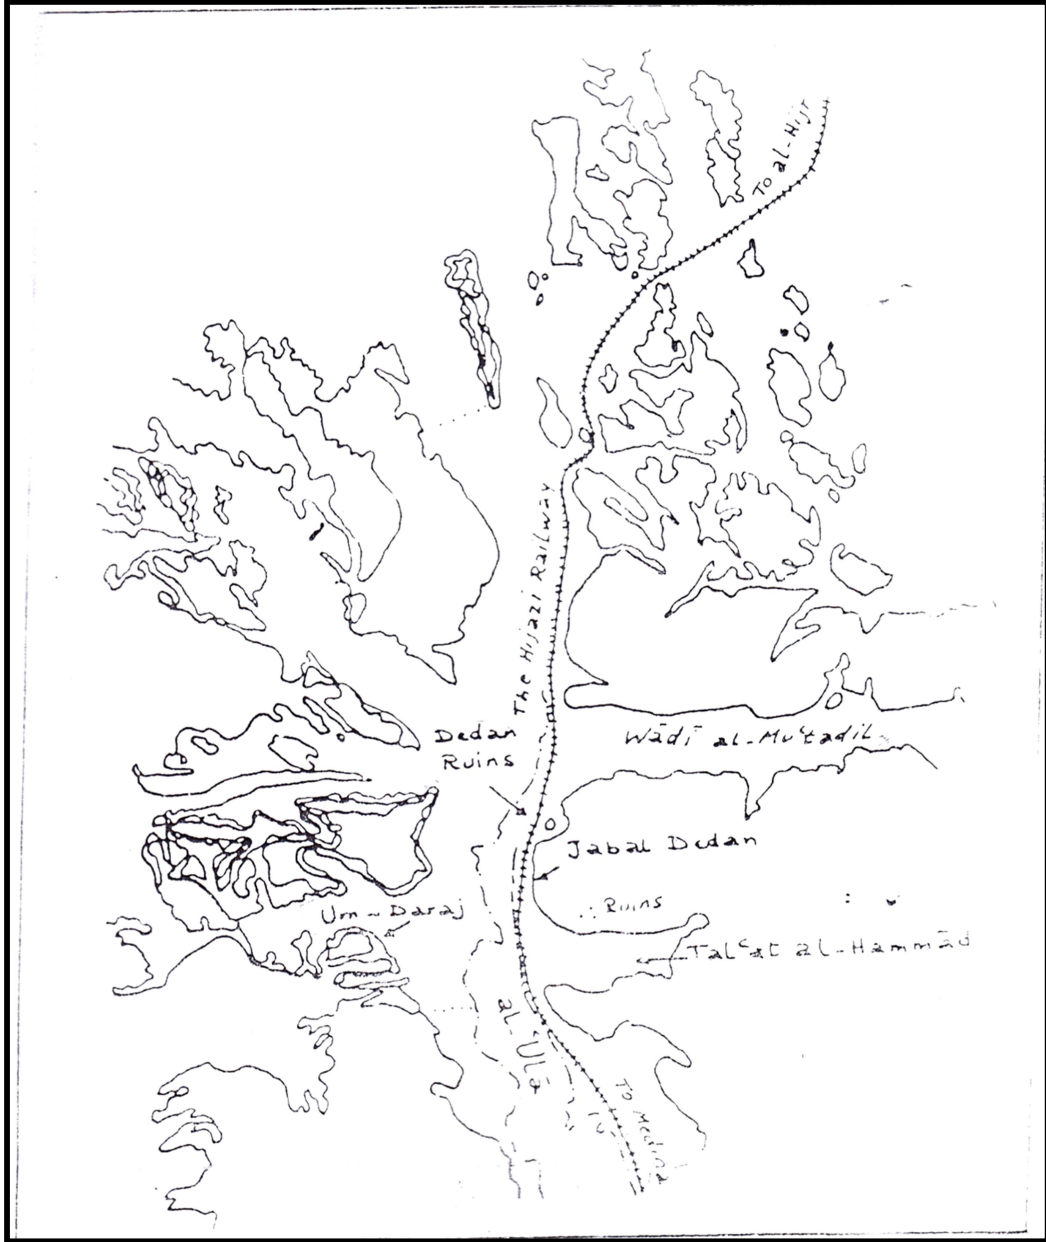 To al-Hijr
The Hijazi Railway
Dedān
Ruins
Wādī al-Muʿtadil
Jabal Dedan
Ruins
Um-Daraj
Talʿat al-Hammād
al-ʿUlā
To Medina